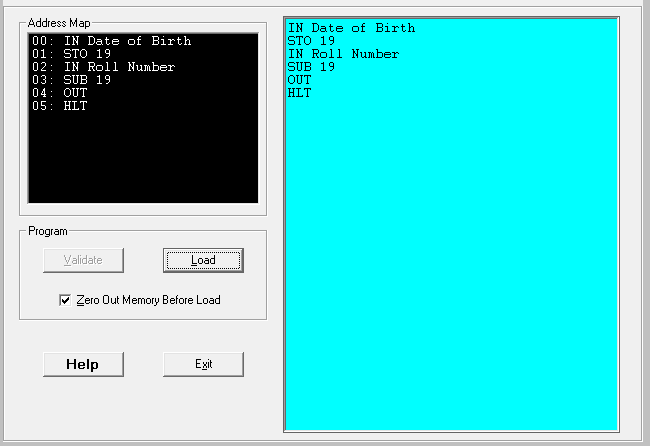 Address Map
00: IN Date of Birth
01: STO 19
02: IN Roll Number
03: SUB 19
04: OUT
05: HLT
Program
Validate
Load
Zero Out Memory Before Load
Help
Exit
IN Date of Birth
STO 19
IN Roll Number
SUB 19
OUT
HLT